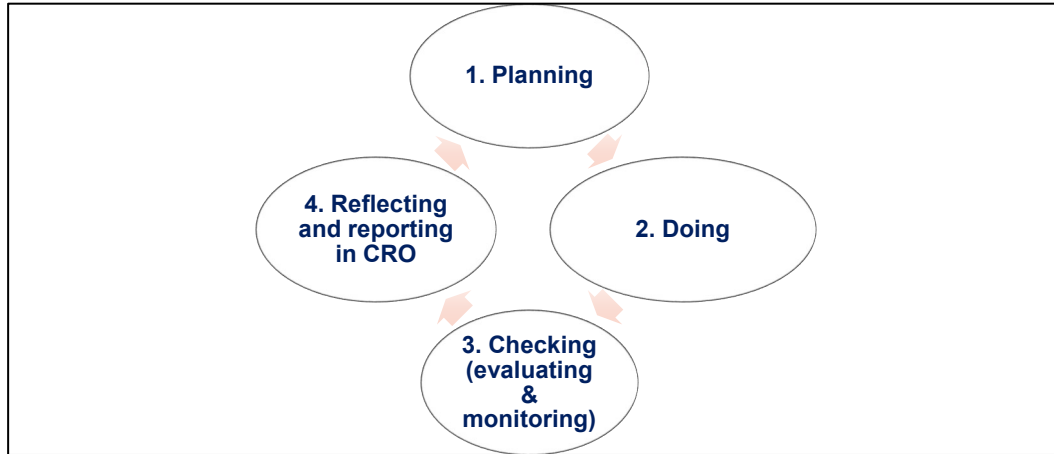 1. Planning
2. Doing
3. Checking
(evaluating
&
monitoring)
4. Reflecting
and reporting
in CRO